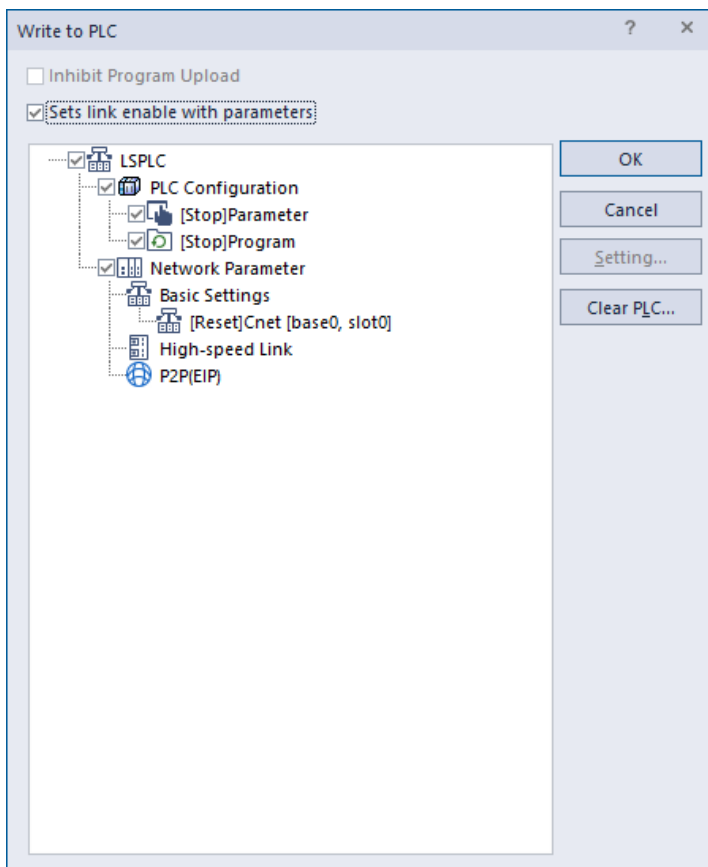 Write to PLC
Inhibit Program Upload
Sets link enable with parameters
LSPLC
PLC Configuration
[Stop]Parameter
[Stop]Program
Network Parameter
Basic Settings
[Reset]Cnet [base0, slot0]
High-speed Link
P2P(EIP)
OK
Cancel
Setting...
Clear PLC...